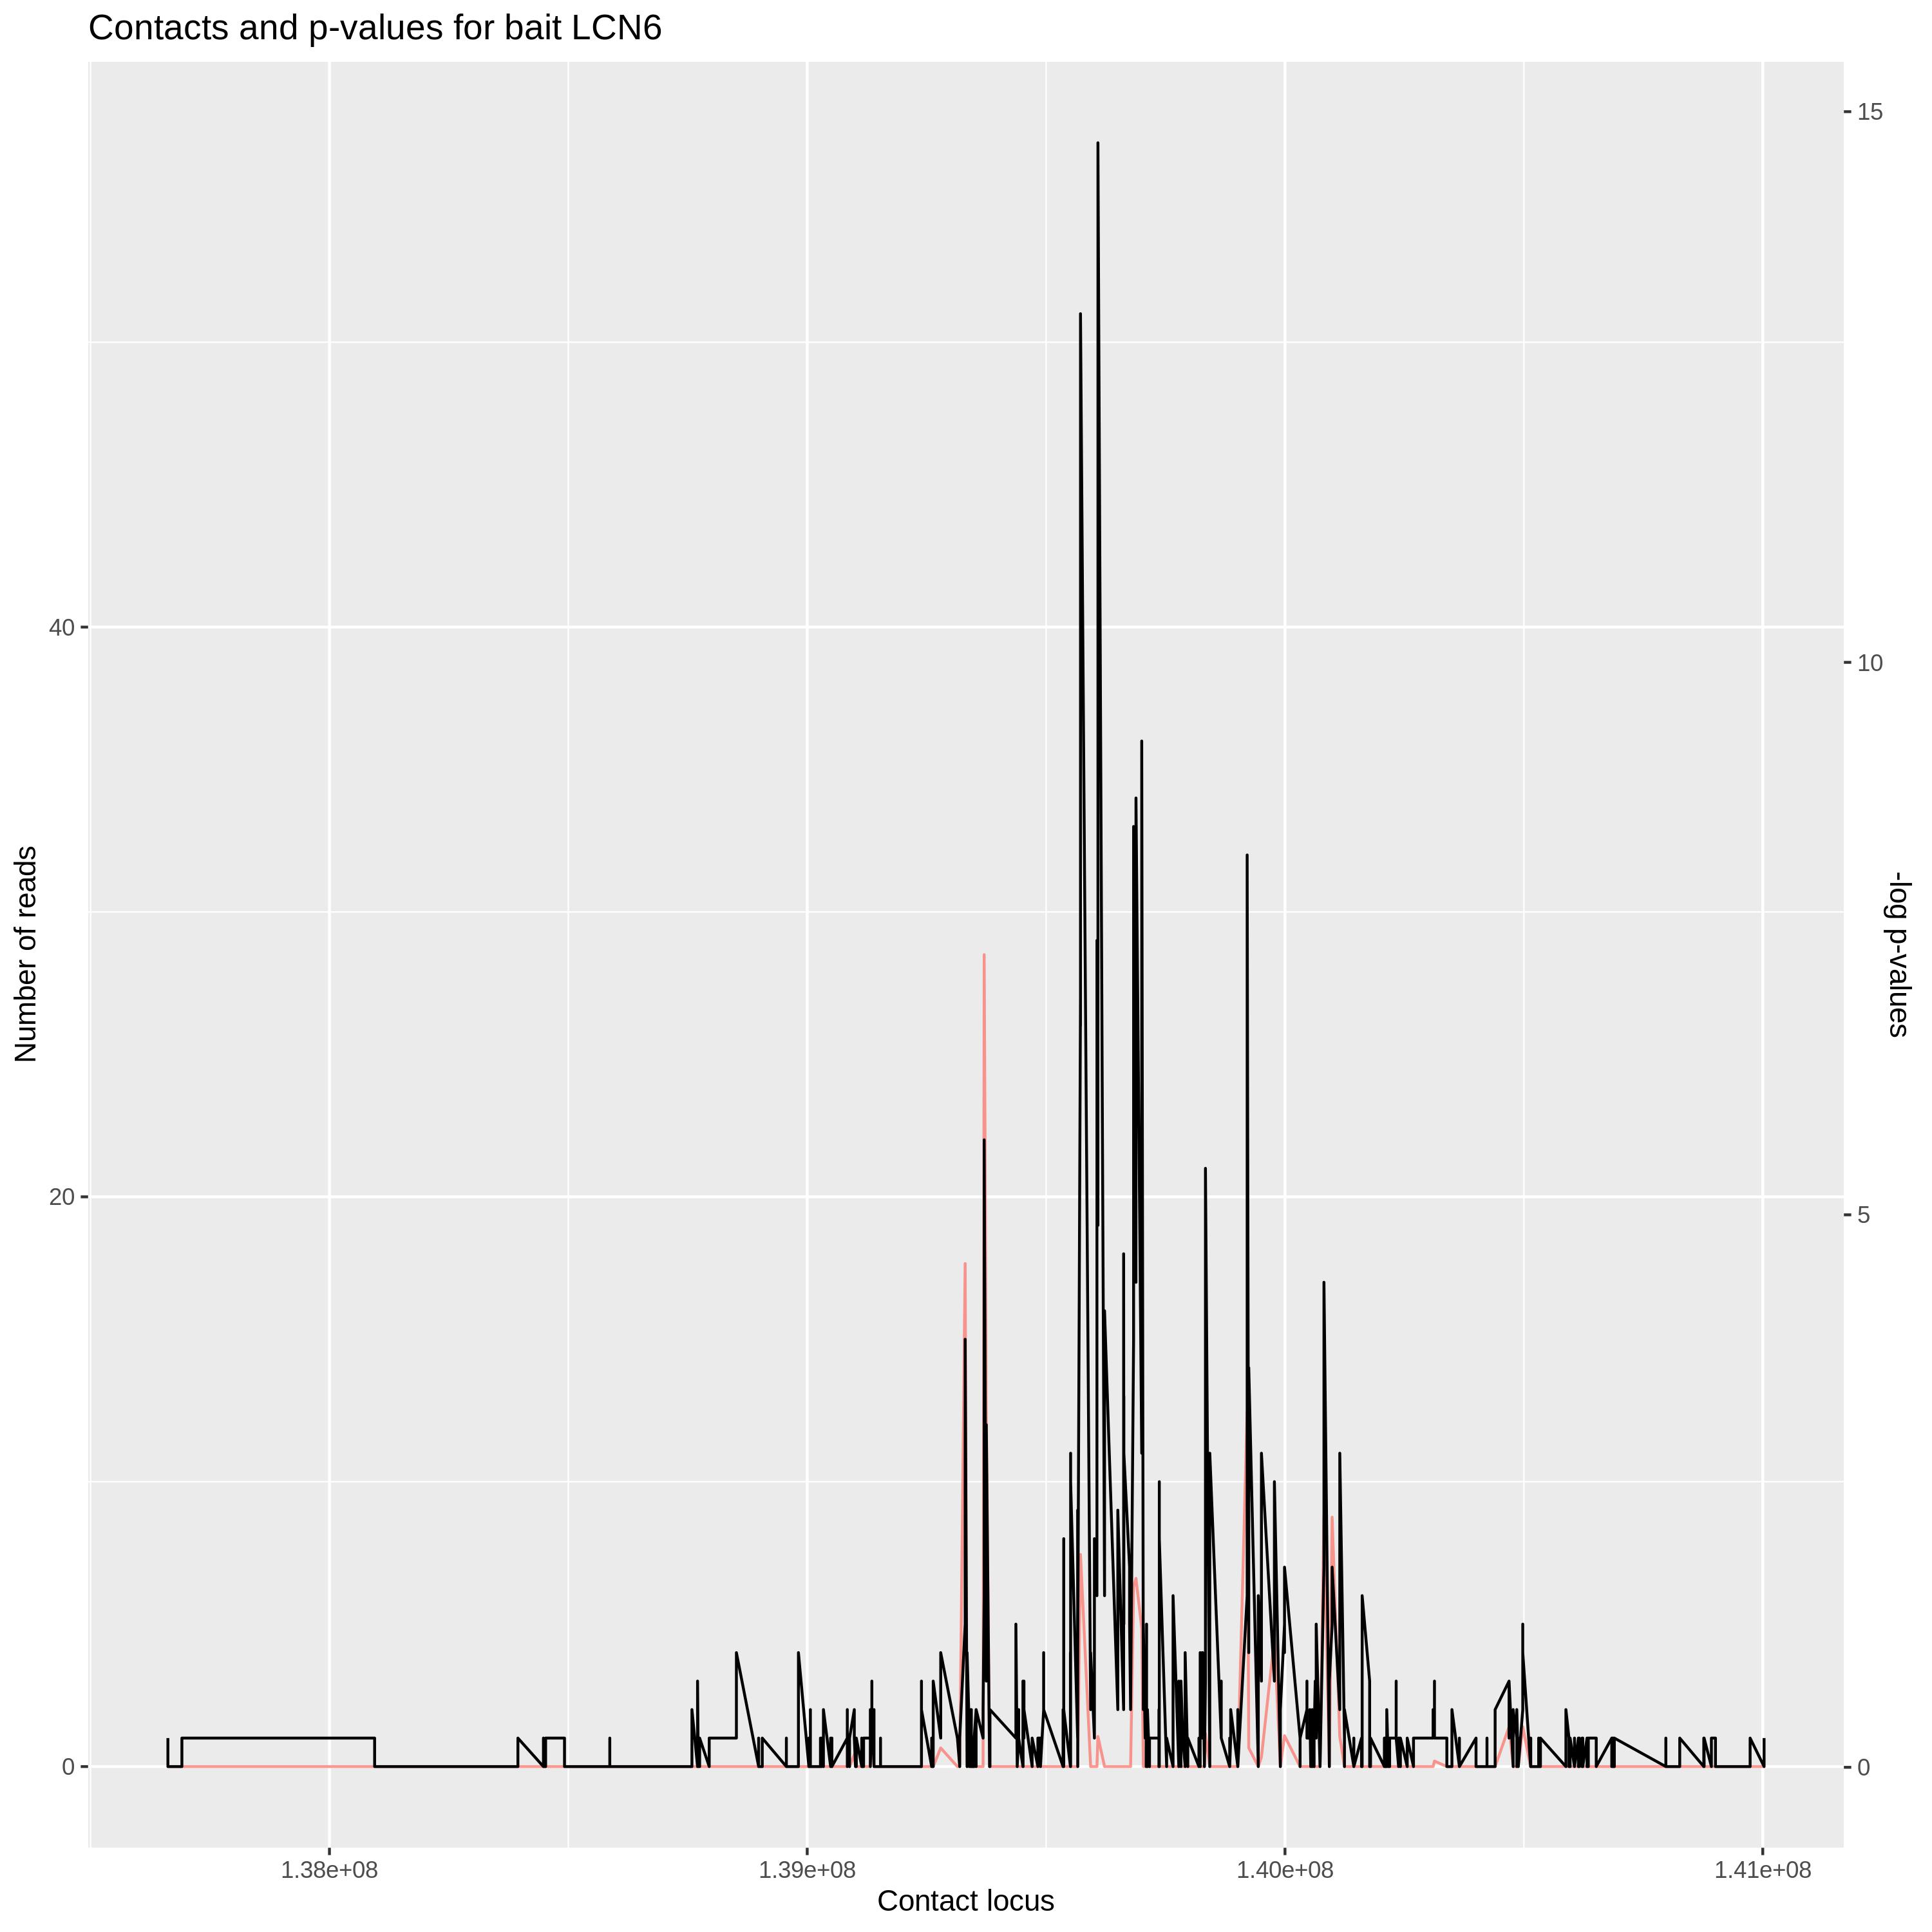 Contacts and p-values for bait LCN6
15
40
10
Number of reads
-log p-values
20
5
0
0
1.38e+08
1.39e+08
1.40e+08
1.41e+08
Contact locus